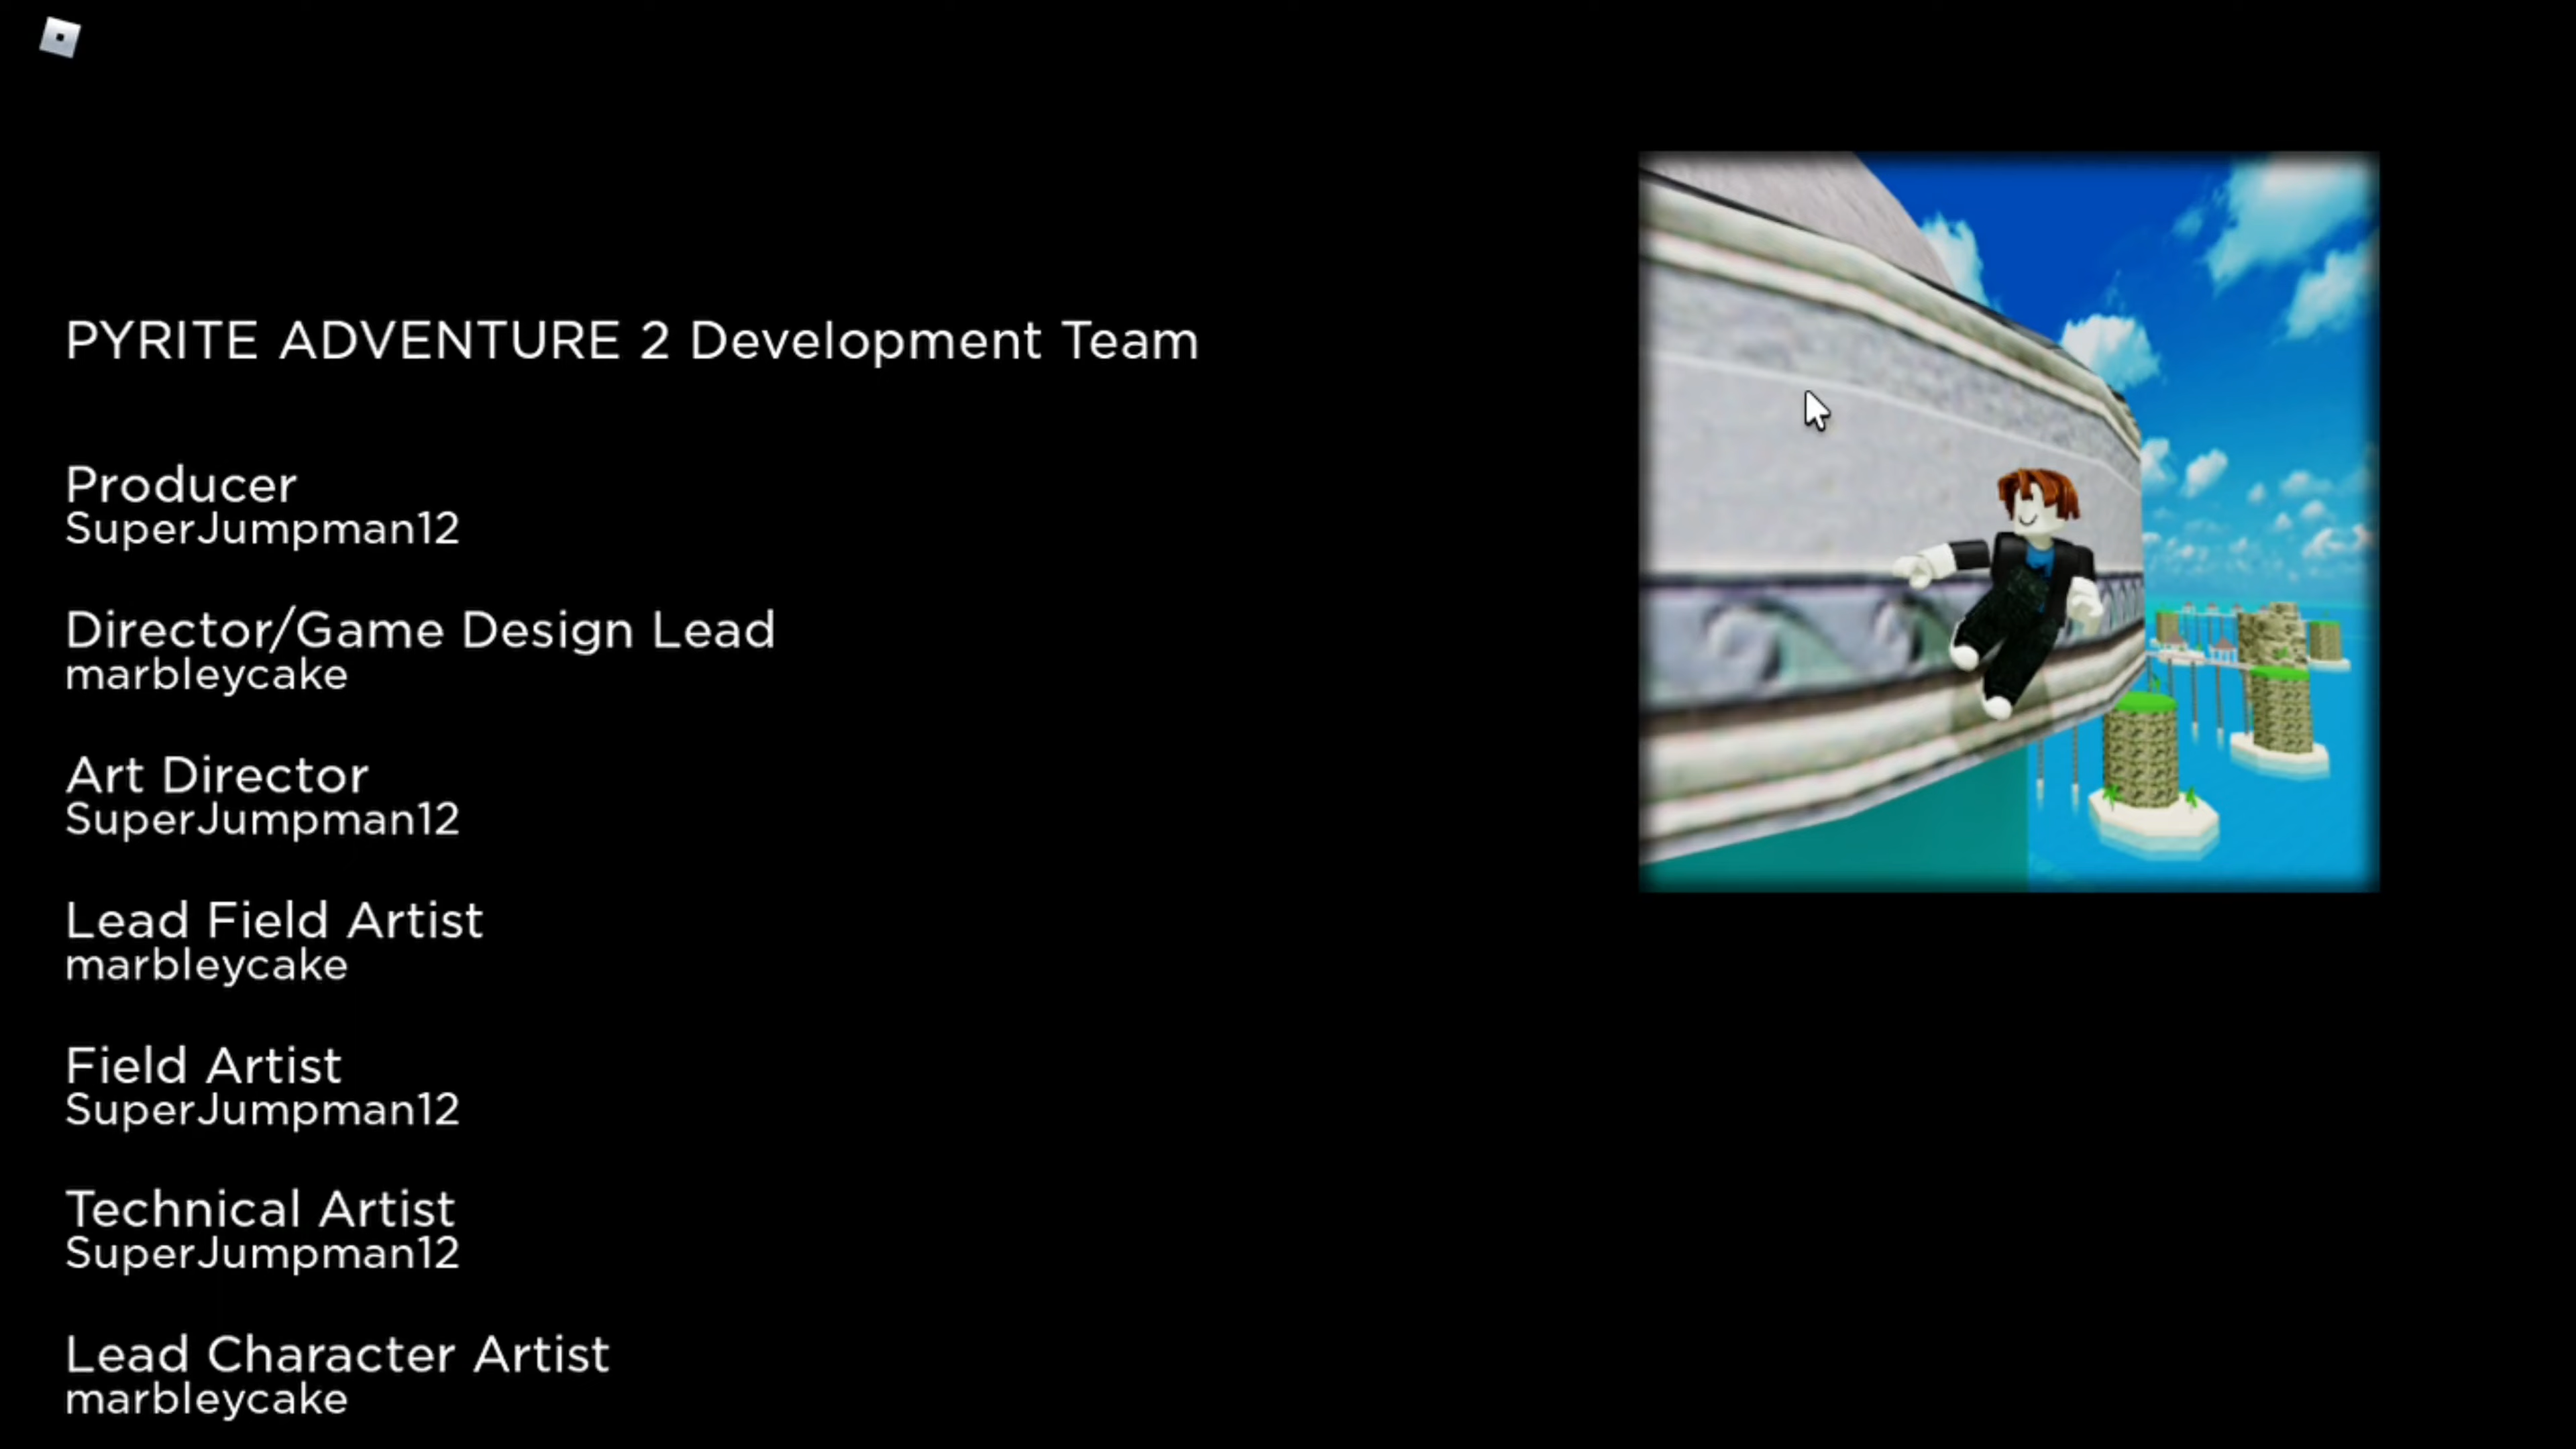 PYRITE ADVENTURE 2 Development Team
Producer
SuperJumpman12
Director/Game Design Lead
marbleycake
Art Director
SuperJumpman12
Lead Field Artist
marbleycake
Field Artist
SuperJumpman12
Technical Artist
SuperJumpman12
Lead Character Artist
marbleycake